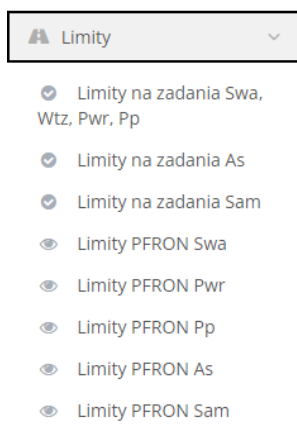 Limity
Limity na zadania Swa,
Wtz, Pwr, Pp
Limity na zadania As
Limity na zadania Sam
Limity PFRON Swa
Limity PFRON Pwr
Limity PFRON Pp
Limity PFRON As
Limity PFRON Sam